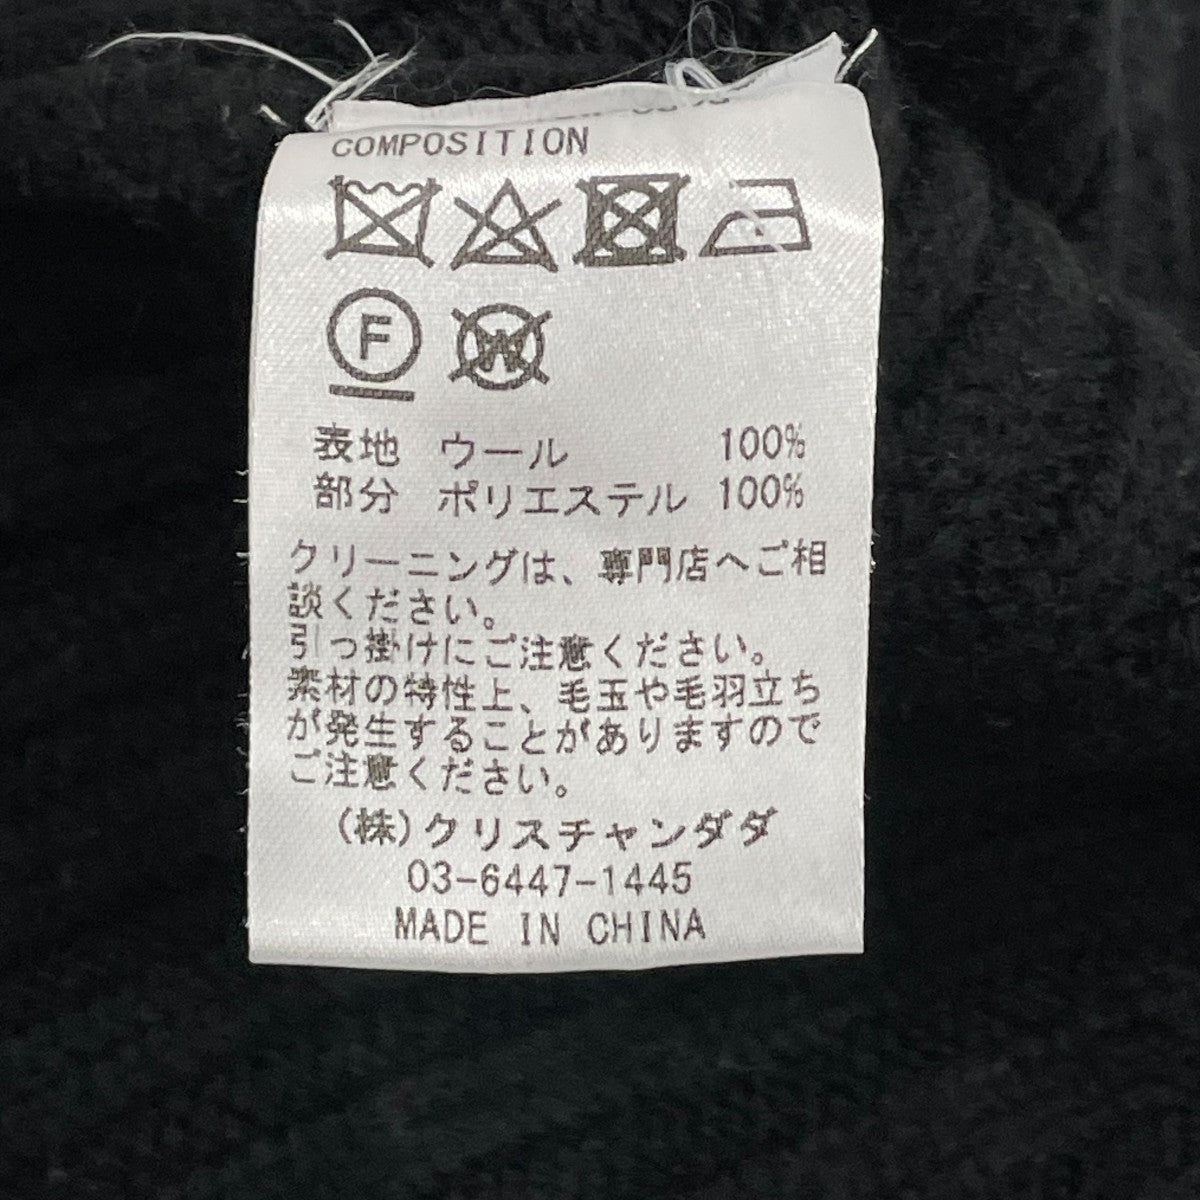 COMPOSITION
F
W
表地 ウール 100%
部分 ポリエステル 100%
クリーニングは、専門店へご相
談ください。
引っ掛けにご注意ください。
素材の特性上、毛玉や毛羽立ち
が発生することがありますので
ご注意ください。
(株)クリスチャンダダ
03-6447-1445
MADE IN CHINA